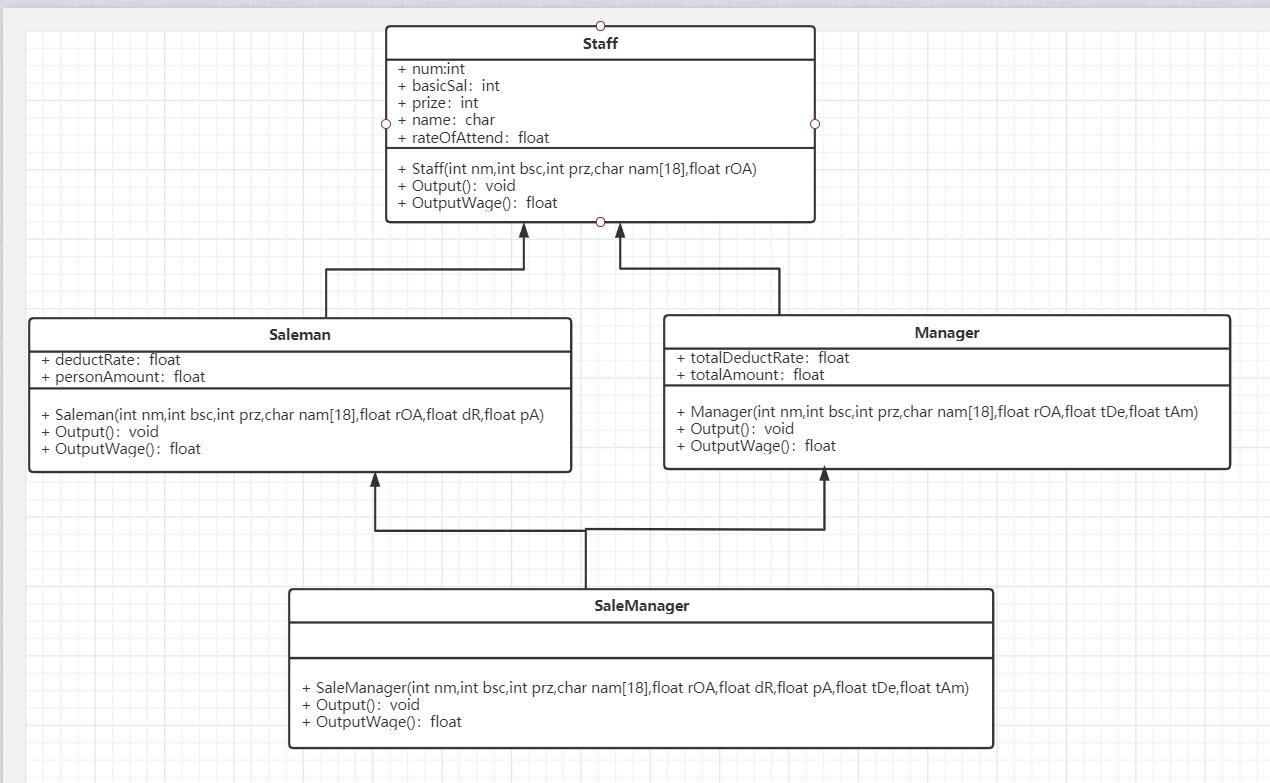 Staff
+ num:int
+ basicSal：int
+ prize：int
+ name：char
+ rateOfAttend：float
+ Staff(int nm,int bsc,int prz,char nam[18],float rOA)
+ Output()：void
+ OutputWage()：float
Saleman
+ deductRate：float
+ personAmount：float
+ Saleman(int nm,int bsc,int prz,char nam[18],float rOA,float dR,float pA)
+ Output()：void
+ OutputWage()：float
Manager
+ totalDeductRate：float
+ totalAmount：float
+ Manager(int nm,int bsc,int prz,char nam[18],float rOA,float tDe,float tAm)
+ Output()：void
+ OutputWage()：float
SaleManager
+ SaleManager(int nm,int bsc,int prz,char nam[18],float rOA,float dR,float pA,float tDe,float tAm)
+ Output()：void
+ OutputWage()：float